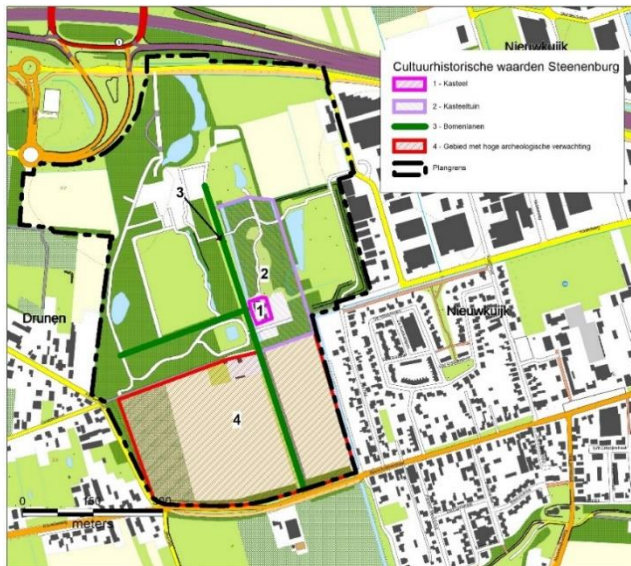 Nieuwkuijk
Cultuurhistorische waarden Steenenburg
1 - Kasteel
2 - Kasteeltuin
3 - Bomenlanen
4 - Gebied met hoge archeologische verwachting
Plangrens
3
2
1
Drunen
Nieuwkuijk
4
0
meters